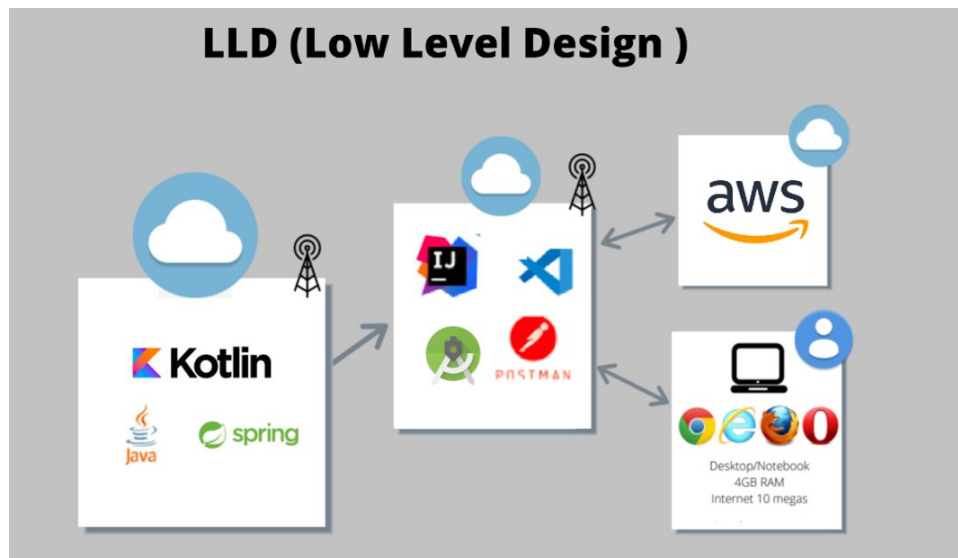 LLD (Low Level Design )
Kotlin
Java
spring
IJ
POSTMAN
aws
Desktop/Notebook
4GB RAM
Internet 10 megas